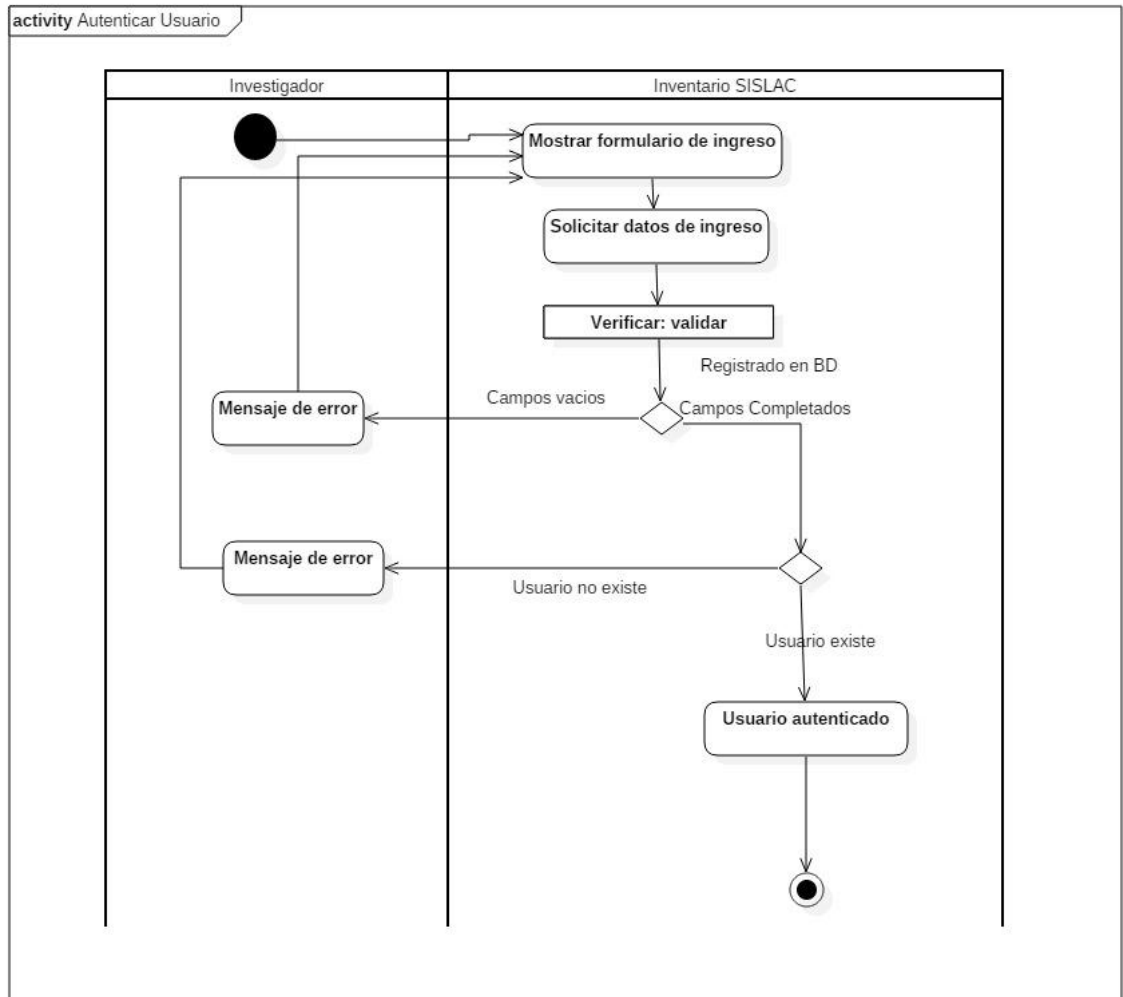 activity Autenticar Usuario
Investigador
Inventario SISLAC
Mostrar formulario de ingreso
Solicitar datos de ingreso
Verificar: validar
Registrado en BD
Campos vacios
Campos Completados
Mensaje de error
Mensaje de error
Usuario no existe
Usuario existe
Usuario autenticado